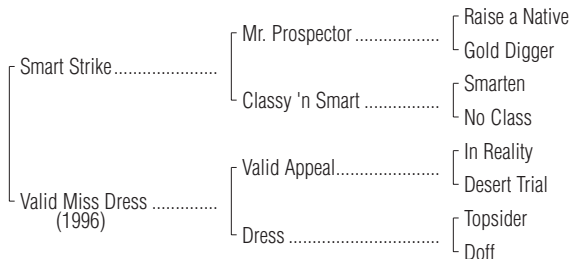 Raise a Native
Mr. Prospector ..................
Gold Digger
Smart Strike......................
Smarten
Classy 'n Smart ................
No Class
In Reality
Valid Appeal......................
Desert Trial
Valid Miss Dress ..............
(1996)
Topsider
Dress ................................
Doff